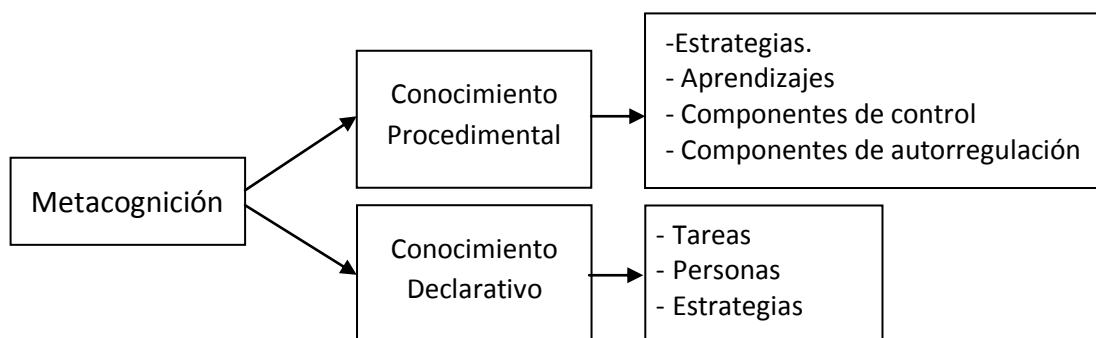 Metacognición
Conocimiento
Procedimental
-Estrategias.
- Aprendizajes
- Componentes de control
- Componentes de autorregulación
Conocimiento
Declarativo
- Tareas
- Personas
- Estrategias